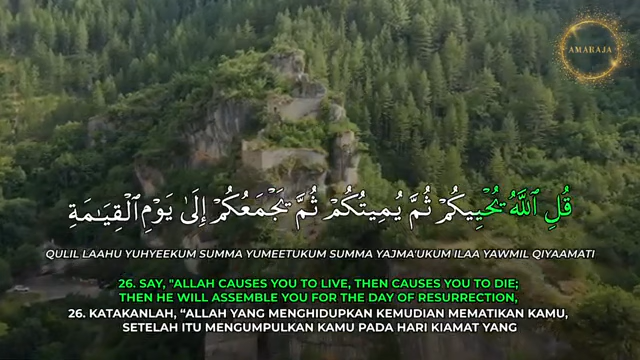 AMARAJA
قُلِ ٱللَّهُ يُحْيِيكُمْ ثُمَّ يُمِيتُكُمْ ثُمَّ يَجْمَعُكُمْ إِلَىٰ يَوْمِ ٱلْقِيَـٰمَةِ
QULIL LAAHU YUHYEEKUM SUMMA YUMEETUKUM SUMMA YAJMA'UKUM ILAA YAWMIL QIYAAMATI
26. SAY, "ALLAH CAUSES YOU TO LIVE, THEN CAUSES YOU TO DIE;
THEN HE WILL ASSEMBLE YOU FOR THE DAY OF RESURRECTION,
26. KATAKANLAH, “ALLAH YANG MENGHIDUPKAN KEMUDIAN MEMATIKAN KAMU,
SETELAH ITU MENGUMPULKAN KAMU PADA HARI KIAMAT YANG